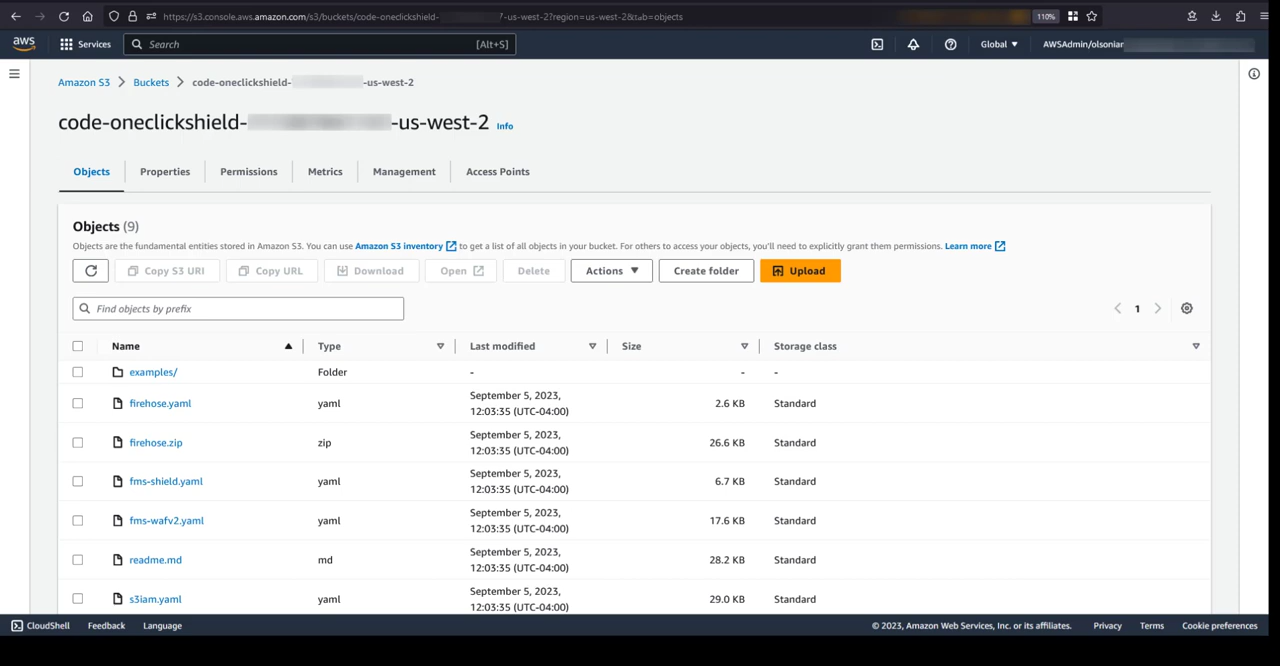 https://s3.console.aws.amazon.com/s3/buckets/code-oneclickshield- -us-west-2?region=us-west-2&tab=objects 110%
aws Services Search [Alt+S] Global AWSAdmin/olsonian
Amazon S3 Buckets code-oneclickshield- -us-west-2
code-oneclickshield- -us-west-2 Info
Objects Properties Permissions Metrics Management Access Points
Objects (9)
Objects are the fundamental entities stored in Amazon S3. You can use Amazon S3 inventory to get a list of all objects in your bucket. For others to access your objects, you'll need to explicitly grant them permissions. Learn more
Copy S3 URI Copy URL Download Open Delete Actions Create folder Upload
Find objects by prefix 1
Name Type Last modified Size Storage class
examples/ Folder - - -
firehose.yaml yaml September 5, 2023, 12:03:35 (UTC-04:00) 2.6 KB Standard
firehose.zip zip September 5, 2023, 12:03:35 (UTC-04:00) 26.6 KB Standard
fms-shield.yaml yaml September 5, 2023, 12:03:35 (UTC-04:00) 6.7 KB Standard
fms-wafv2.yaml yaml September 5, 2023, 12:03:35 (UTC-04:00) 17.6 KB Standard
readme.md md September 5, 2023, 12:03:35 (UTC-04:00) 28.2 KB Standard
s3iam.yaml yaml September 5, 2023, 12:03:35 (UTC-04:00) 29.0 KB Standard
CloudShell Feedback Language © 2023, Amazon Web Services, Inc. or its affiliates. Privacy Terms Cookie preferences